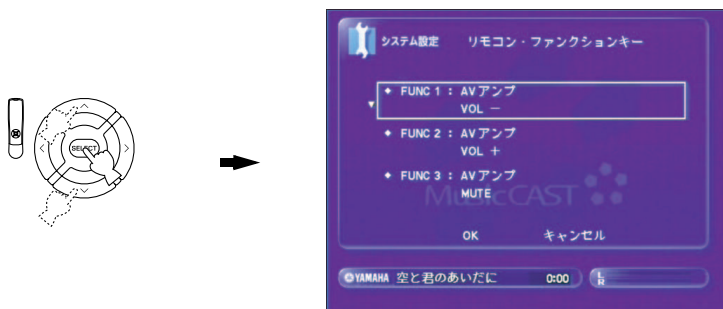 SELECT
システム設定 リモコン・ファンクションキー
◆ FUNC 1 : AVアンプ
VOL −
◆ FUNC 2 : AVアンプ
VOL +
◆ FUNC 3 : AVアンプ
MUTE
MusicCAST
OK キャンセル
YAMAHA 空と君のあいだに 0:00 L
R